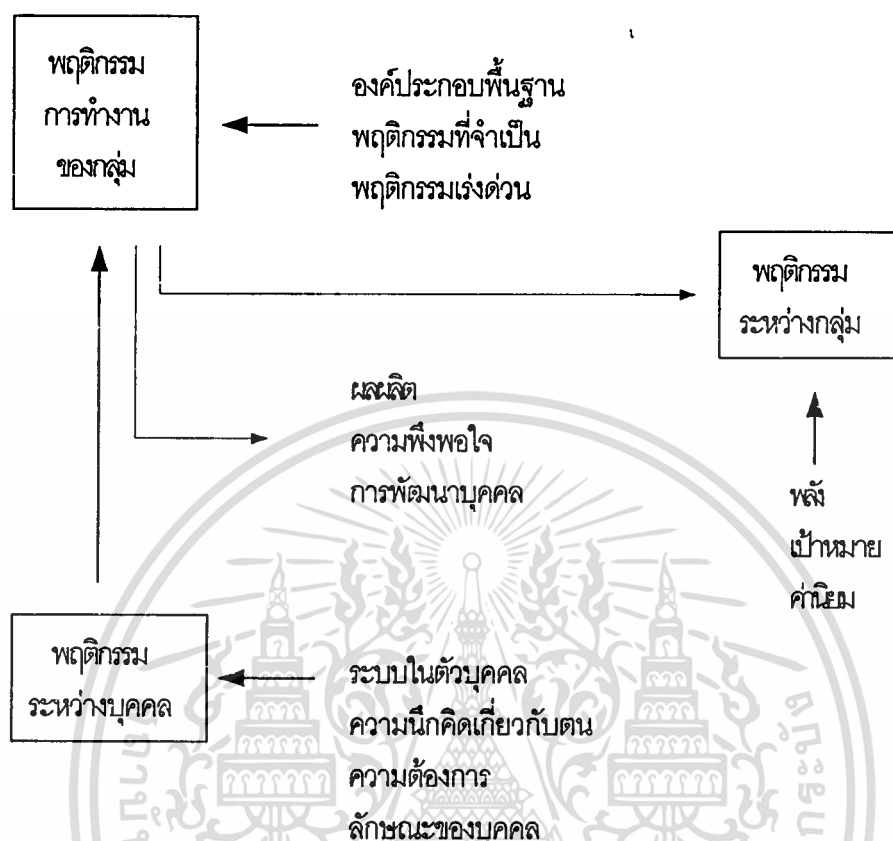 พฤติกรรม
การทำงาน
ของกลุ่ม
องค์ประกอบพื้นฐาน
พฤติกรรมที่จำเป็น
พฤติกรรมเร่งด่วน
พฤติกรรม
ระหว่างกลุ่ม
ผลผลิต
ความพึงพอใจ
การพัฒนาบุคคล
พลัง
เป้าหมาย
ค่านิยม
พฤติกรรม
ระหว่างบุคคล
ระบบในตัวบุคคล
ความนึกคิดเกี่ยวกับตน
ความต้องการ
ลักษณะของบุคคล